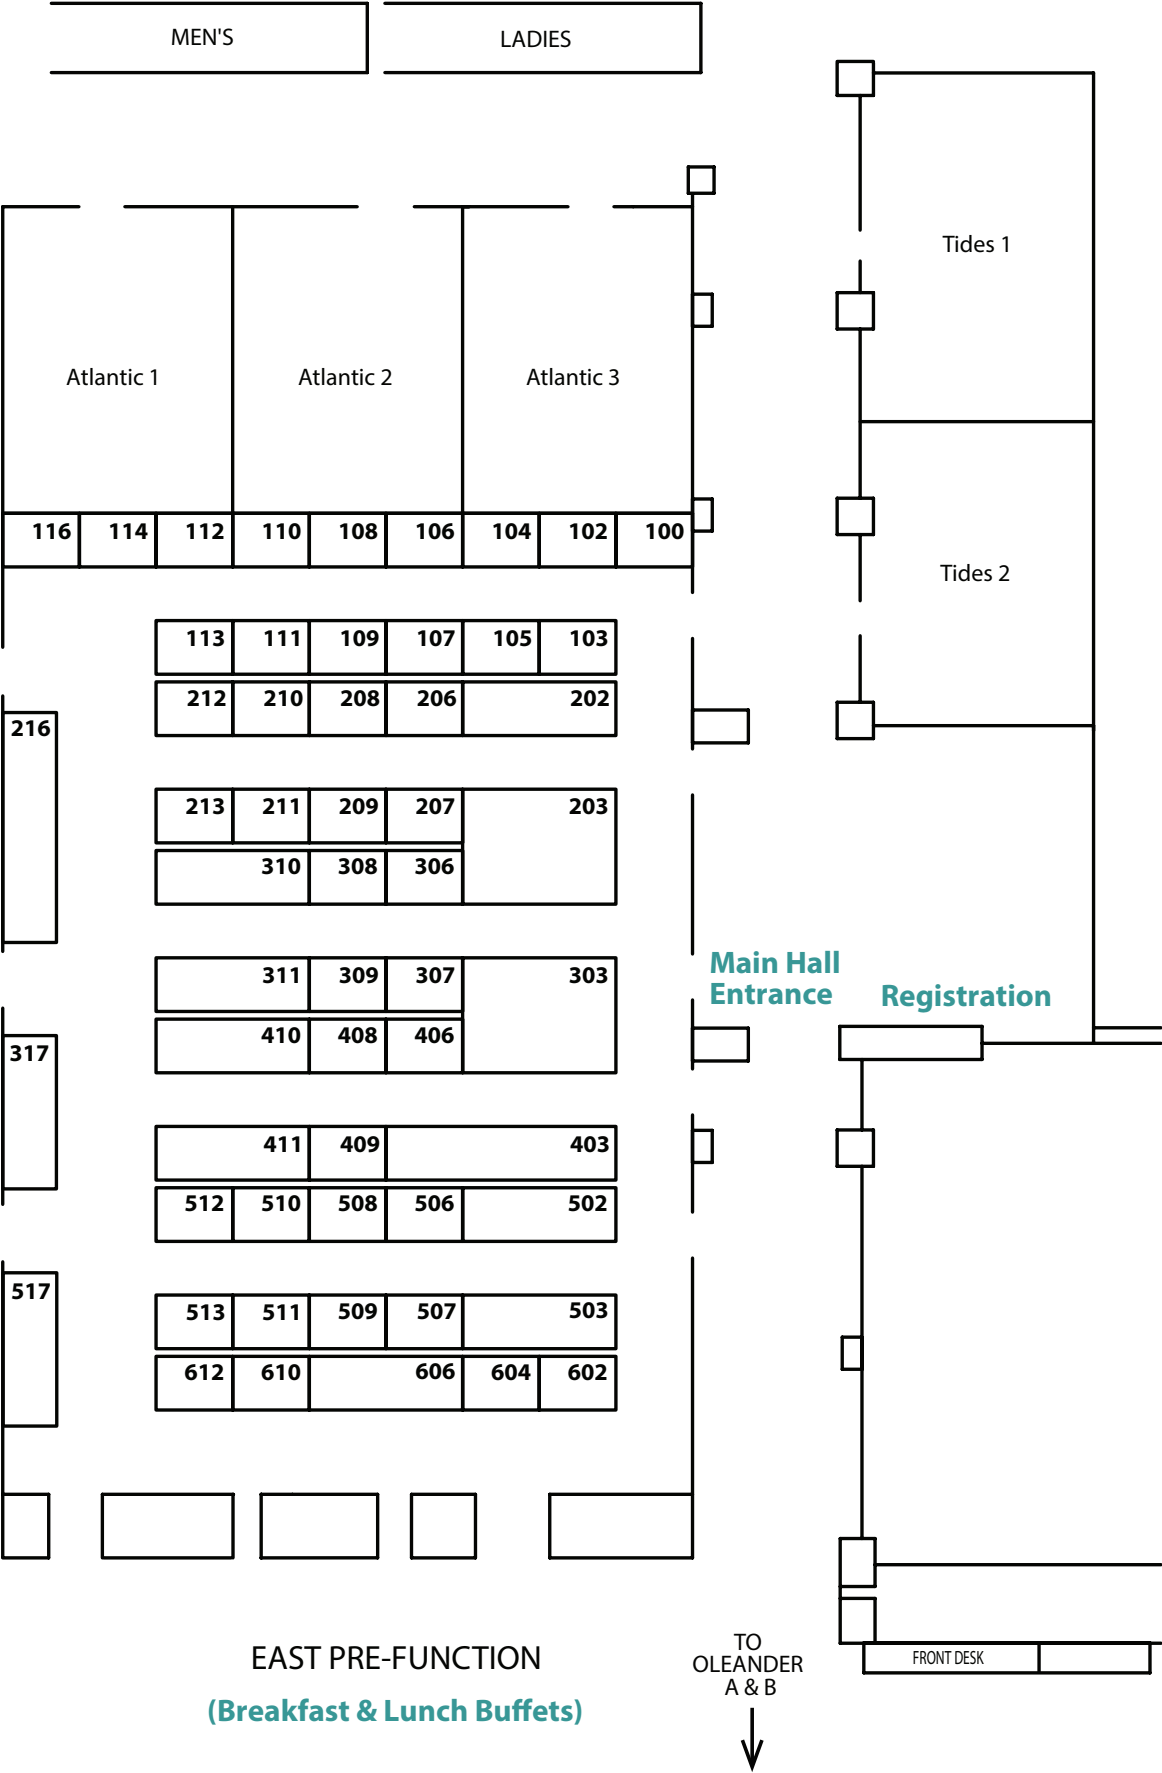 MEN'S
LADIES
Tides 1
Atlantic 1
Atlantic 2
Atlantic 3
116 114 112 110 108 106 104 102 100
Tides 2
113 111 109 107 105 103
212 210 208 206 202
216
213 211 209 207 203
310 308 306
Main Hall
Entrance
Registration
311 309 307 303
410 408 406
317
411 409 403
512 510 508 506 502
517
513 511 509 507 503
612 610 606 604 602
EAST PRE-FUNCTION
(Breakfast & Lunch Buffets)
TO
OLEANDER
A & B
FRONT DESK